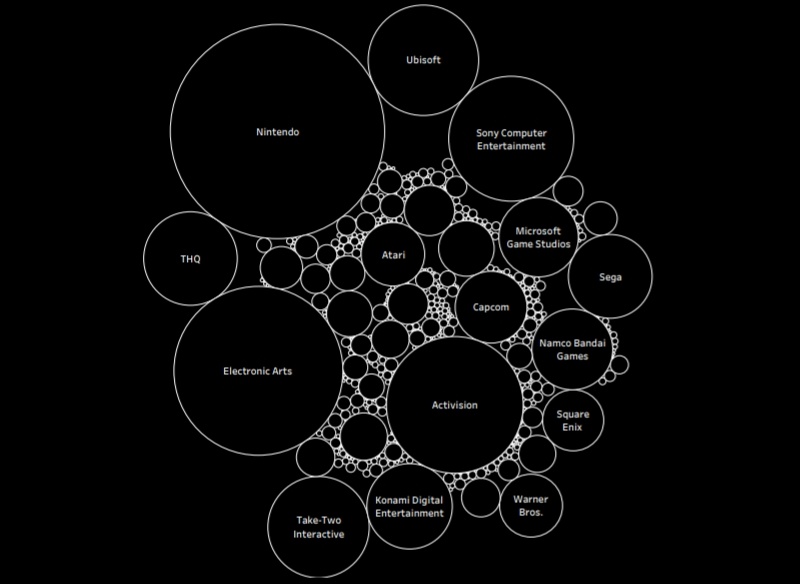 Ubisoft
Nintendo
Sony Computer
Entertainment
Microsoft
Game Studios
THQ
Atari
Sega
Capcom
Namco Bandai
Games
Electronic Arts
Activision
Square
Enix
Konami Digital
Entertainment
Warner
Bros.
Take-Two
Interactive